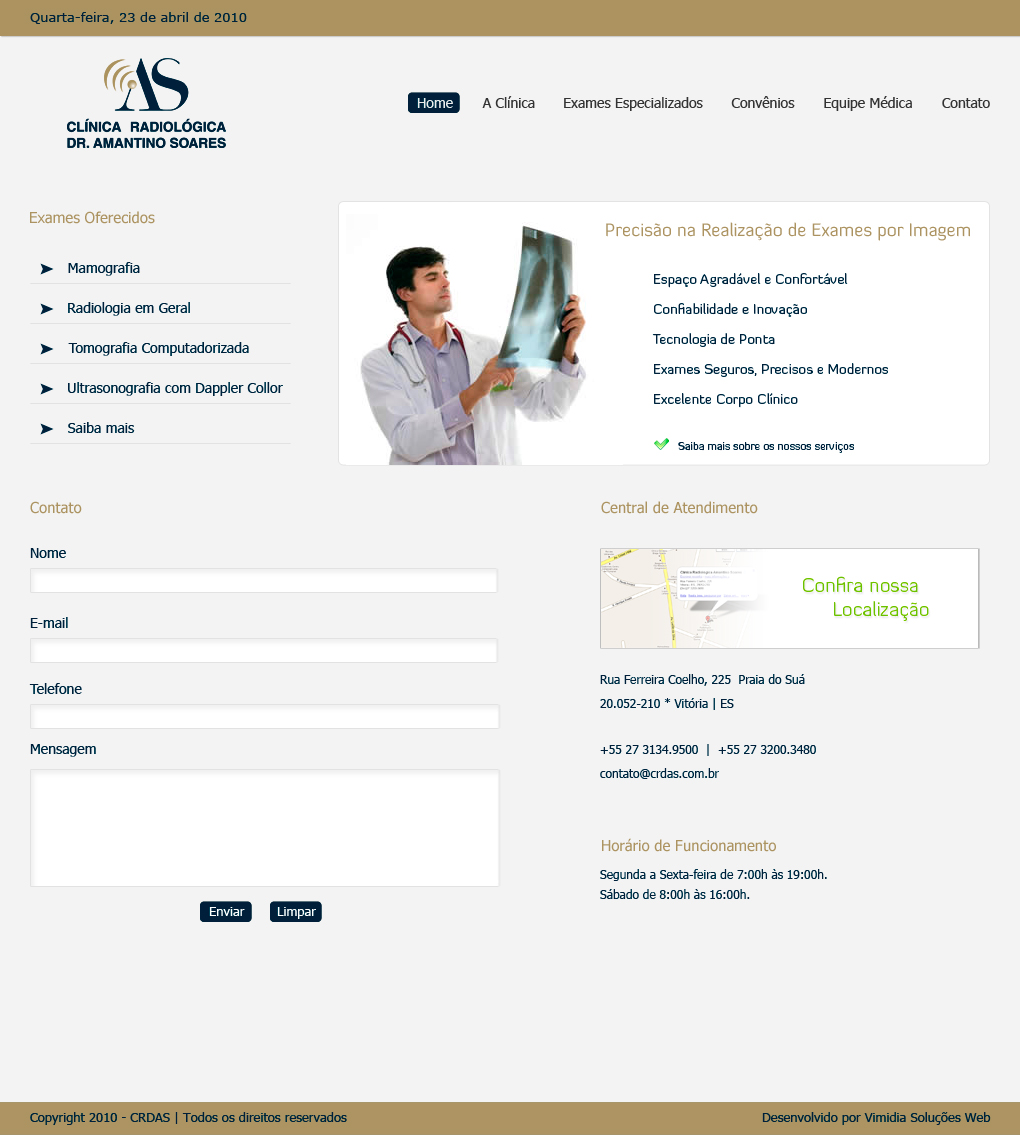 Quarta-feira, 23 de abril de 2010
AS
CLÍNICA RADIOLÓGICA
DR. AMANTINO SOARES
Home A Clínica Exames Especializados Convênios Equipe Médica Contato
Exames Oferecidos
Mamografia
Radiologia em Geral
Tomografia Computadorizada
Ultrasonografia com Dappler Collor
Saiba mais
Precisão na Realização de Exames por Imagem
Espaço Agradável e Confortável
Confiabilidade e Inovação
Tecnologia de Ponta
Exames Seguros, Precisos e Modernos
Excelente Corpo Clínico
Saiba mais sobre os nossos serviços
Contato
Nome
E-mail
Telefone
Mensagem
Enviar Limpar
Central de Atendimento
Confira nossa
Localização
Rua Ferreira Coelho, 225 Praia do Suá
20.052-210 * Vitória | ES
+55 27 3134.9500 | +55 27 3200.3480
contato@crdas.com.br
Horário de Funcionamento
Segunda a Sexta-feira de 7:00h às 19:00h.
Sábado de 8:00h às 16:00h.
Copyright 2010 - CRDAS | Todos os direitos reservados
Desenvolvido por Vimidia Soluções Web